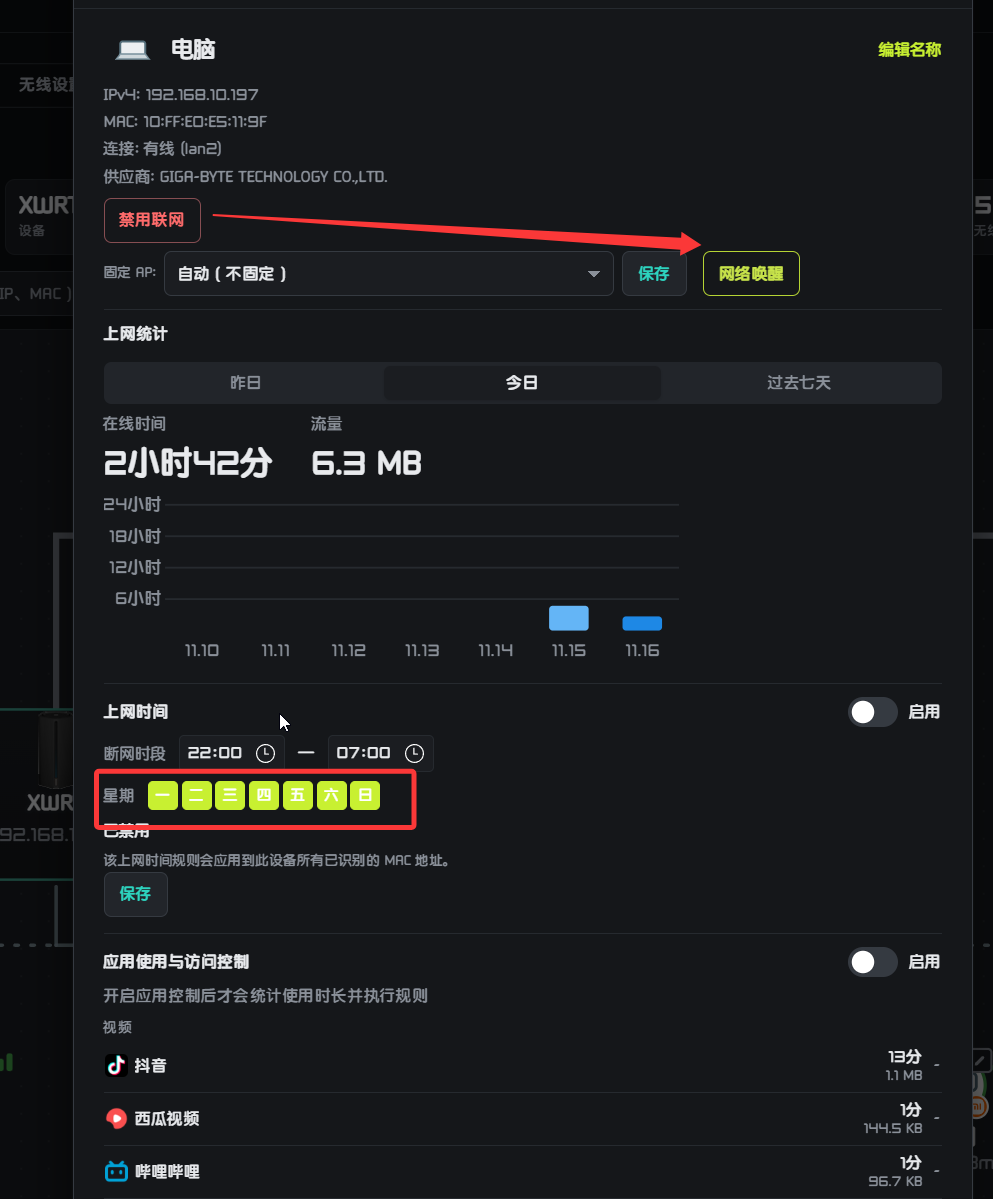 电脑
编辑名称
无线设
IPv4: 192.168.10.197
MAC: 10:FF:E0:E5:11:9F
连接: 有线 (lan2)
供应商: GIGA-BYTE TECHNOLOGY CO.,LTD.
XWRT
设备
禁用联网
IP、MAC )
固定 AP:
自动 ( 不固定 )
保存
网络唤醒
上网统计
昨日
今日
过去七天
在线时间
流量
2小时42分
6.3 MB
24小时
18小时
12小时
6小时
11.10
11.11
11.12
11.13
11.14
11.15
11.16
上网时间
启用
断网时段
22:00
—
07:00
星期
一
二
三
四
五
六
日
XWR
92.168.1
已禁用
该上网时间规则会应用到此设备所有已识别的 MAC 地址。
保存
应用使用与访问控制
启用
开启应用控制后才会统计使用时长并执行规则
视频
抖音
13分
1.1 MB
-
西瓜视频
1分
144.5 KB
-
哔哩哔哩
1分
96.7 KB
-